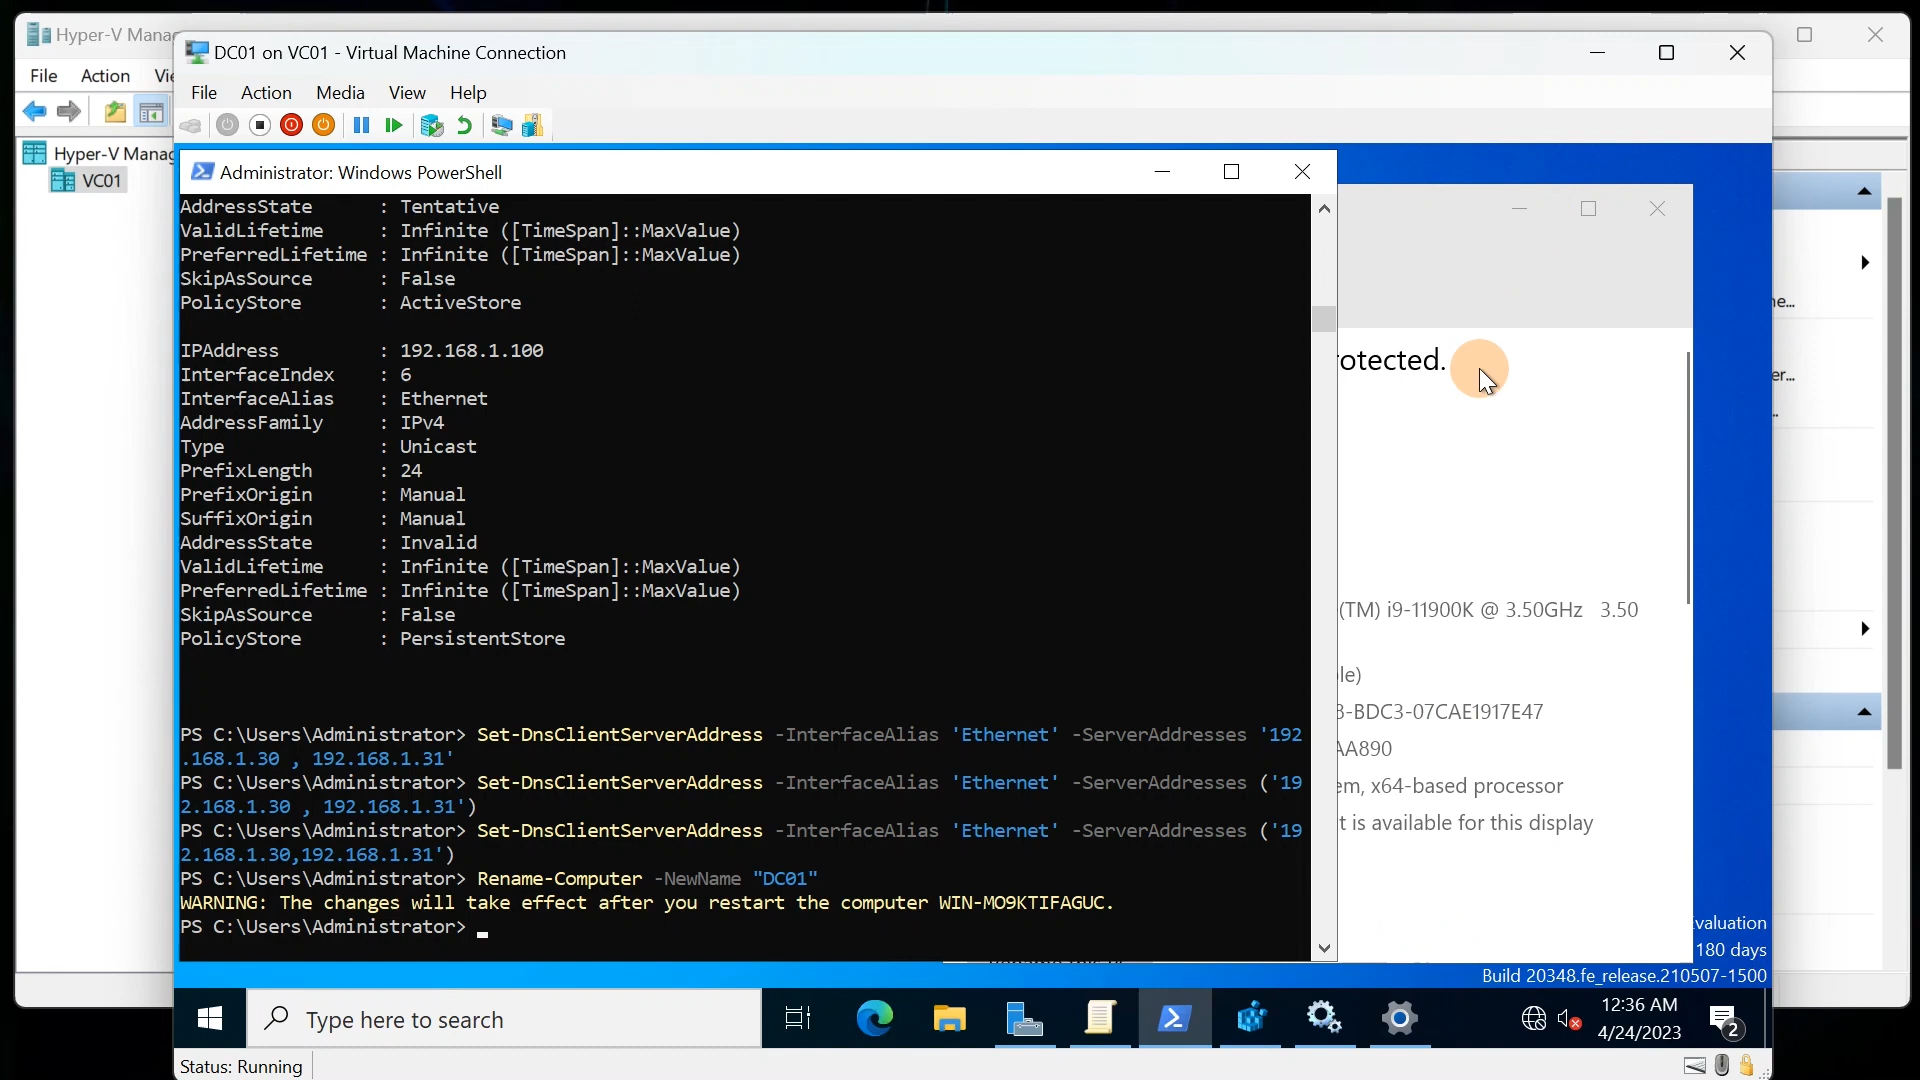 Hyper-V Manag
File Action Vie
Hyper-V Manag
VC01
DC01 on VC01 - Virtual Machine Connection
File Action Media View Help
Administrator: Windows PowerShell
AddressState : Tentative
ValidLifetime : Infinite ([TimeSpan]::MaxValue)
PreferredLifetime : Infinite ([TimeSpan]::MaxValue)
SkipAsSource : False
PolicyStore : ActiveStore
IPAddress : 192.168.1.100
InterfaceIndex : 6
InterfaceAlias : Ethernet
AddressFamily : IPv4
Type : Unicast
PrefixLength : 24
PrefixOrigin : Manual
SuffixOrigin : Manual
AddressState : Invalid
ValidLifetime : Infinite ([TimeSpan]::MaxValue)
PreferredLifetime : Infinite ([TimeSpan]::MaxValue)
SkipAsSource : False
PolicyStore : PersistentStore
PS C:\Users\Administrator> Set-DnsClientServerAddress -InterfaceAlias 'Ethernet' -ServerAddresses '192
.168.1.30 , 192.168.1.31'
PS C:\Users\Administrator> Set-DnsClientServerAddress -InterfaceAlias 'Ethernet' -ServerAddresses ('19
2.168.1.30 , 192.168.1.31')
PS C:\Users\Administrator> Set-DnsClientServerAddress -InterfaceAlias 'Ethernet' -ServerAddresses ('19
2.168.1.30,192.168.1.31')
PS C:\Users\Administrator> Rename-Computer -NewName "DC01"
WARNING: The changes will take effect after you restart the computer WIN-MO9KTIFAGUC.
PS C:\Users\Administrator>
rotected.
(TM) i9-11900K @ 3.50GHz 3.50
le)
3-BDC3-07CAE1917E47
AA890
em, x64-based processor
t is available for this display
ne...
er...
valuation
180 days
Build 20348.fe_release.210507-1500
Type here to search
12:36 AM
4/24/2023
2
Status: Running